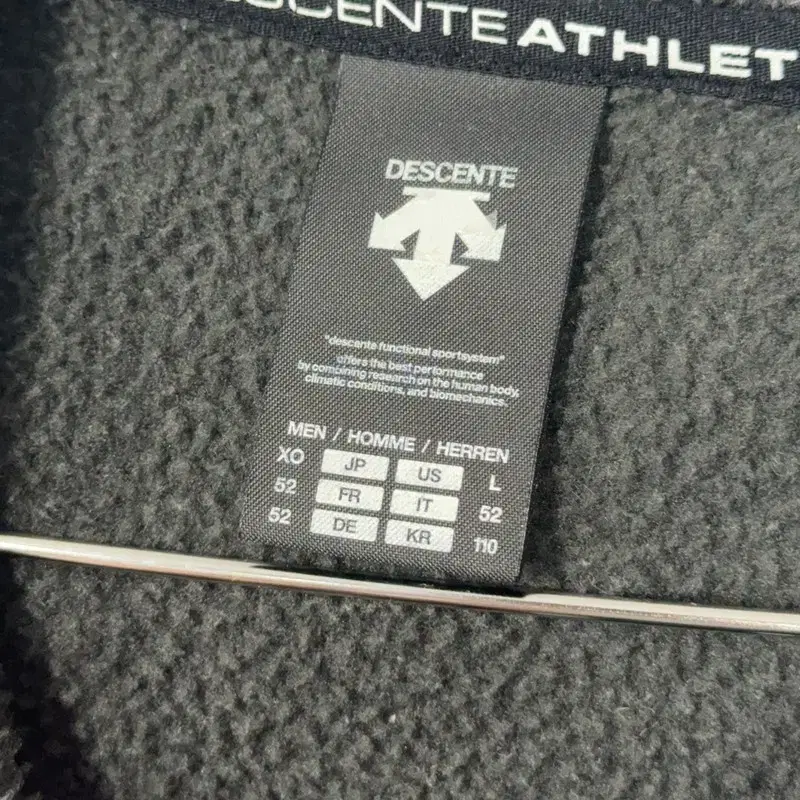 DESCENTE ATHLET
DESCENTE
"descente functional sportsystem"
offers the best performance
by combining research on the human body,
climatic conditions, and biomechanics.
MEN / HOMME / HERREN
XO JP US L
52 FR IT 52
52 DE KR 110